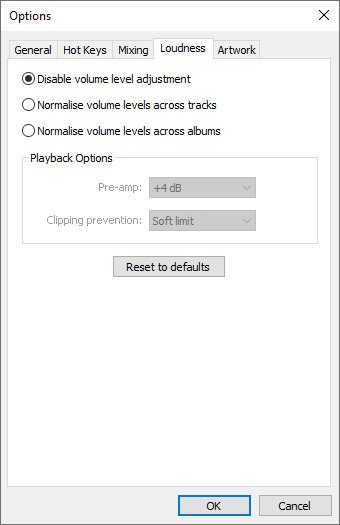 Options
General Hot Keys Mixing Loudness Artwork
Disable volume level adjustment
Normalise volume levels across tracks
Normalise volume levels across albums
Playback Options
Pre-amp: +4 dB
Clipping prevention: Soft limit
Reset to defaults
OK Cancel